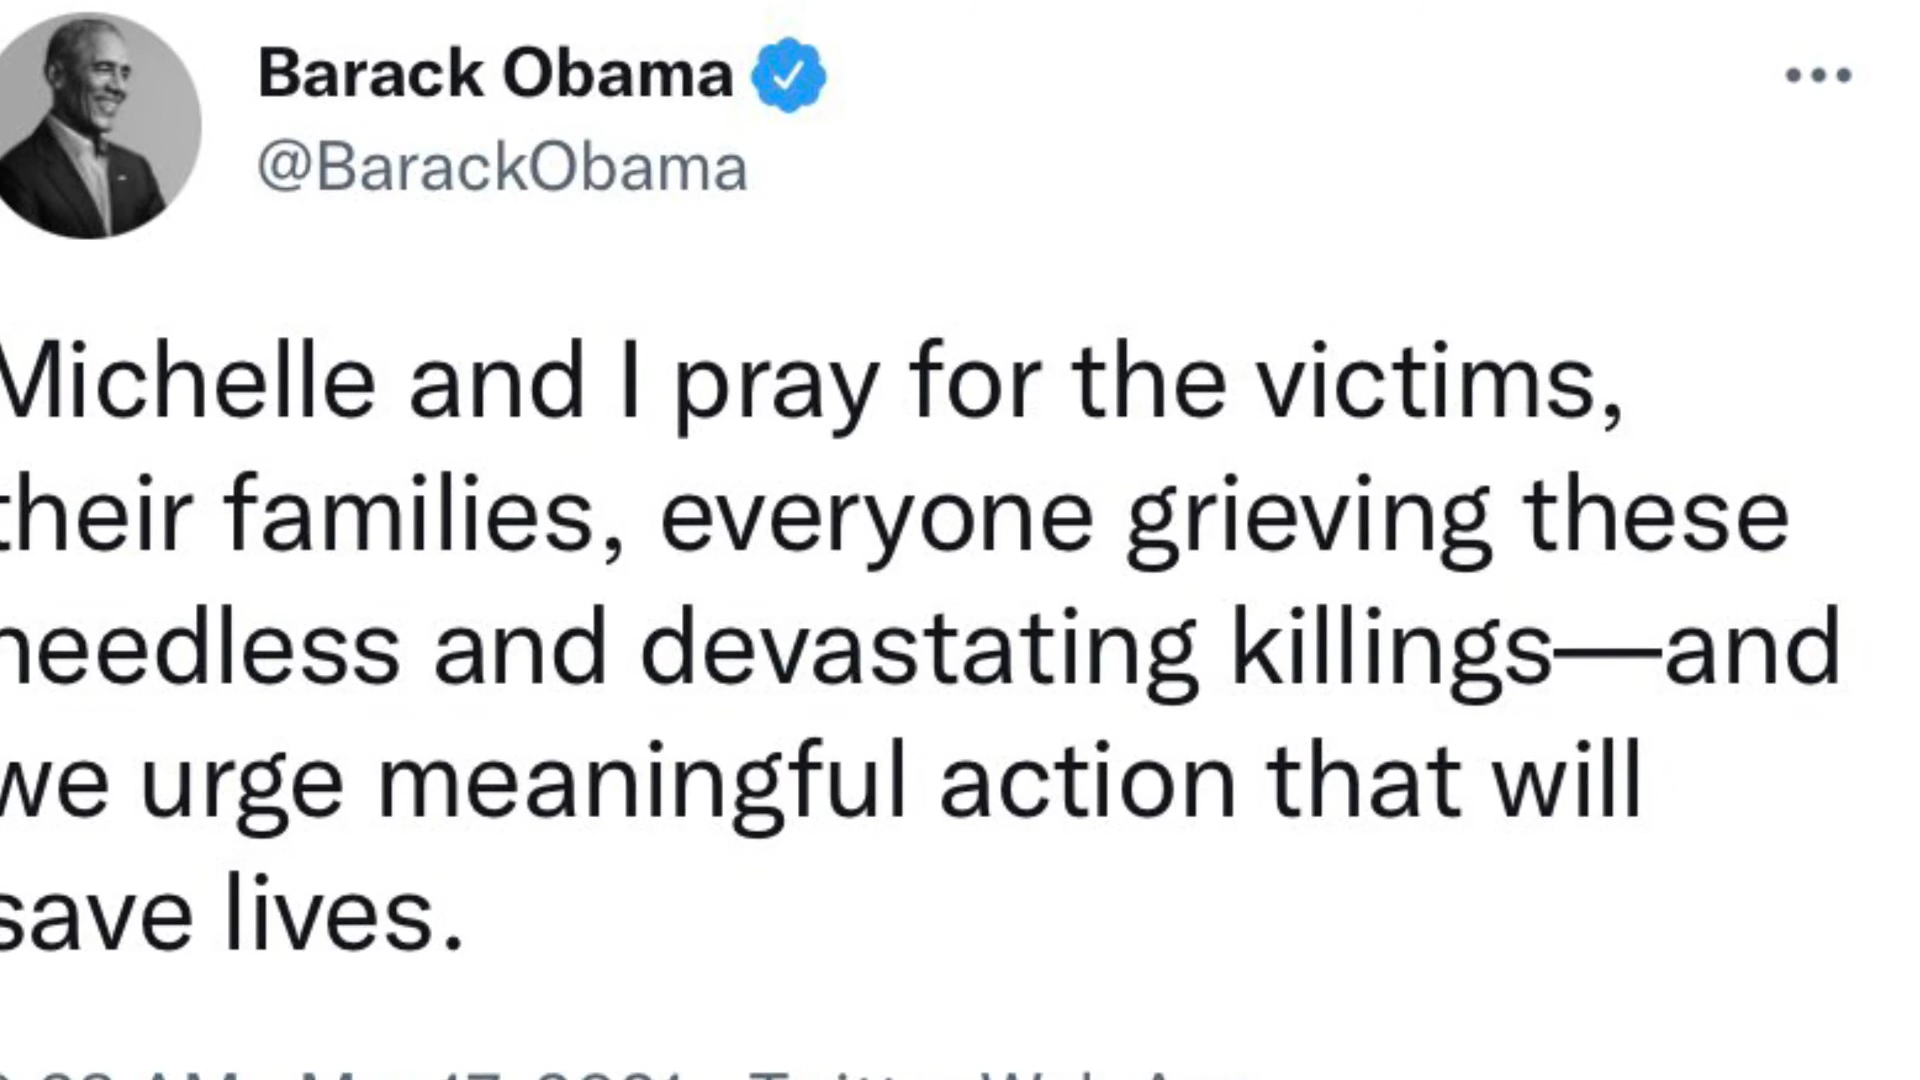 Barack Obama
@BarackObama
Michelle and I pray for the victims,
their families, everyone grieving these
needless and devastating killings—and
we urge meaningful action that will
save lives.